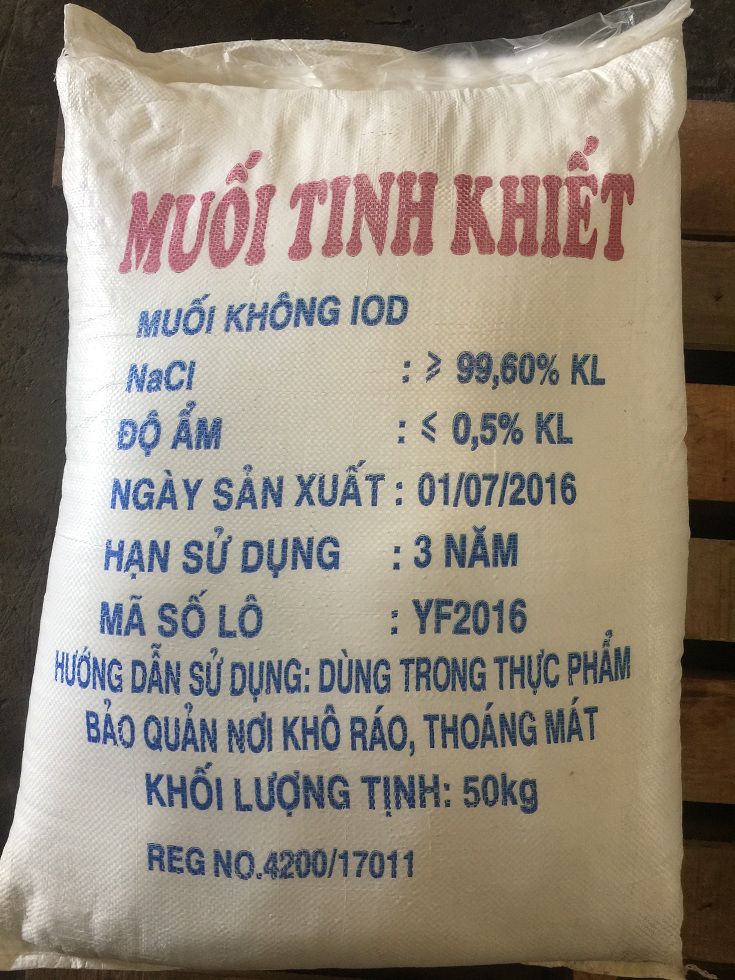 MUỐI TINH KHIẾT
MUỐI KHÔNG IOD
NaCl : ≥ 99,60% KL
ĐỘ ẨM : ≤ 0,5% KL
NGÀY SẢN XUẤT : 01/07/2016
HẠN SỬ DỤNG : 3 NĂM
MÃ SỐ LÔ : YF2016
HƯỚNG DẪN SỬ DỤNG: DÙNG TRONG THỰC PHẨM
BẢO QUẢN NƠI KHÔ RÁO, THOÁNG MÁT
KHỐI LƯỢNG TỊNH: 50kg
REG NO.4200/17011